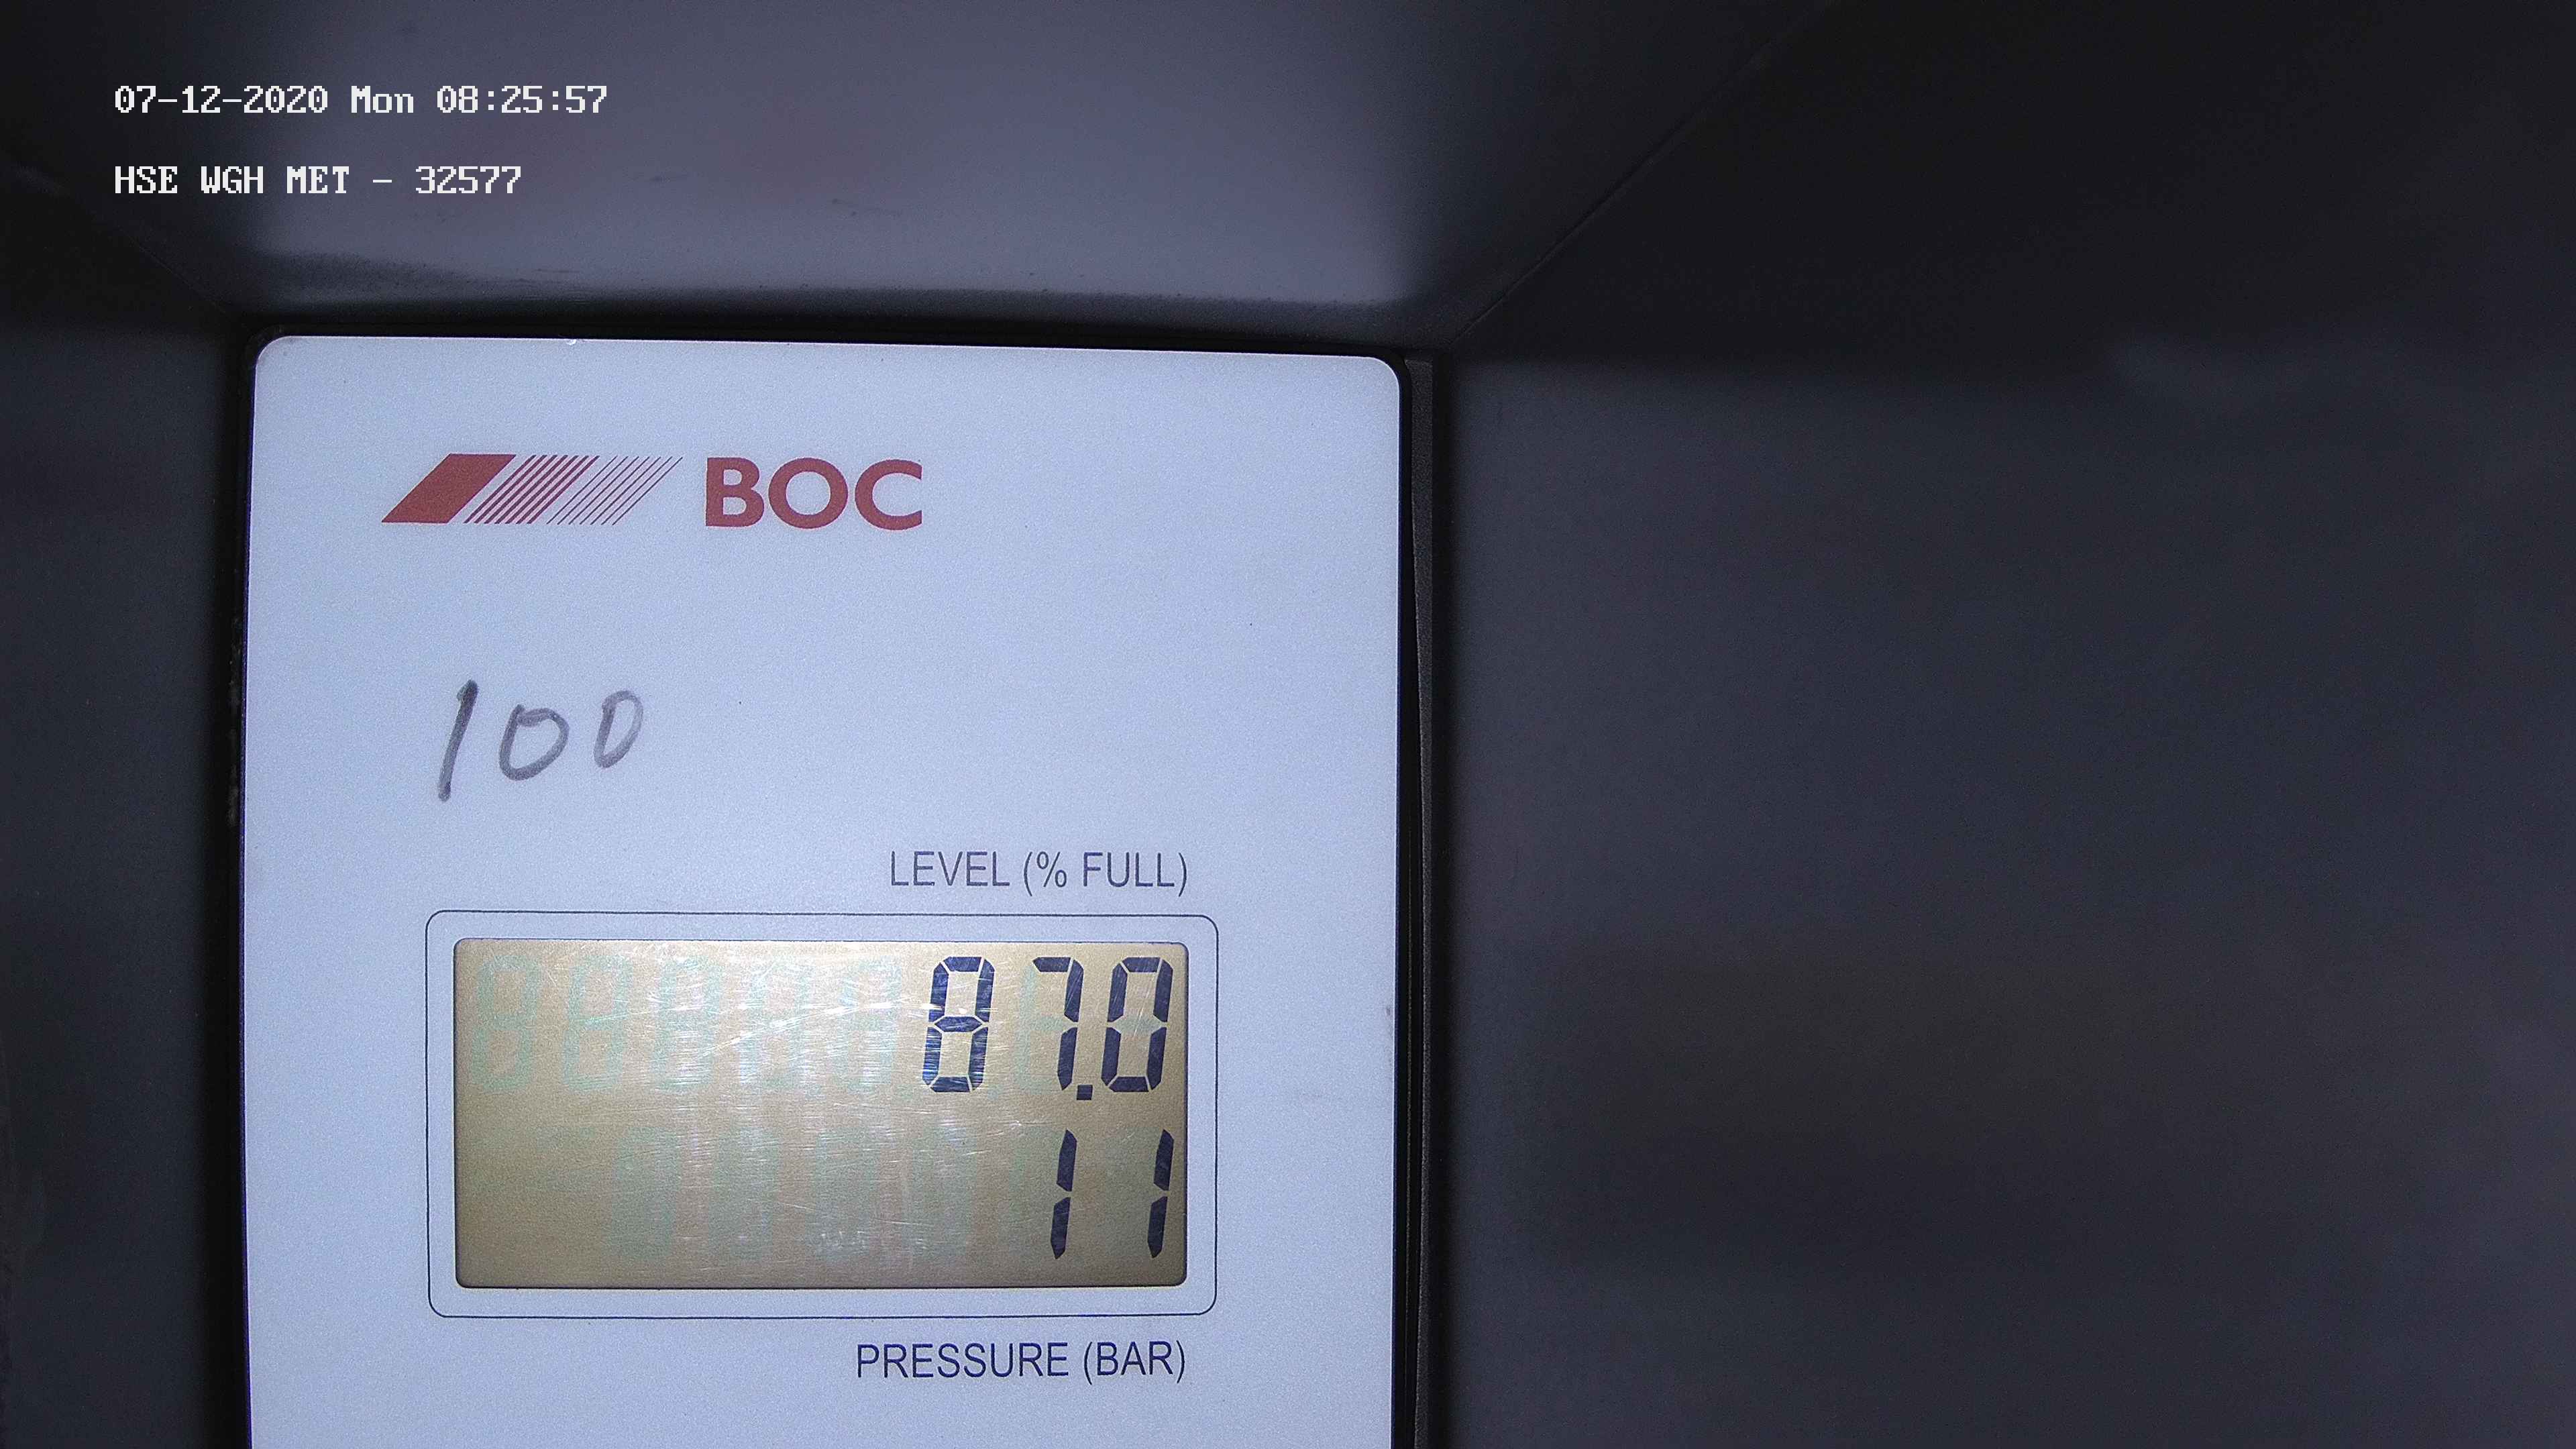 07-12-2020 Mon 08:25:57
HSE WGH MET - 32577
BOC
100
LEVEL (% FULL)
87.0
11
PRESSURE (BAR)